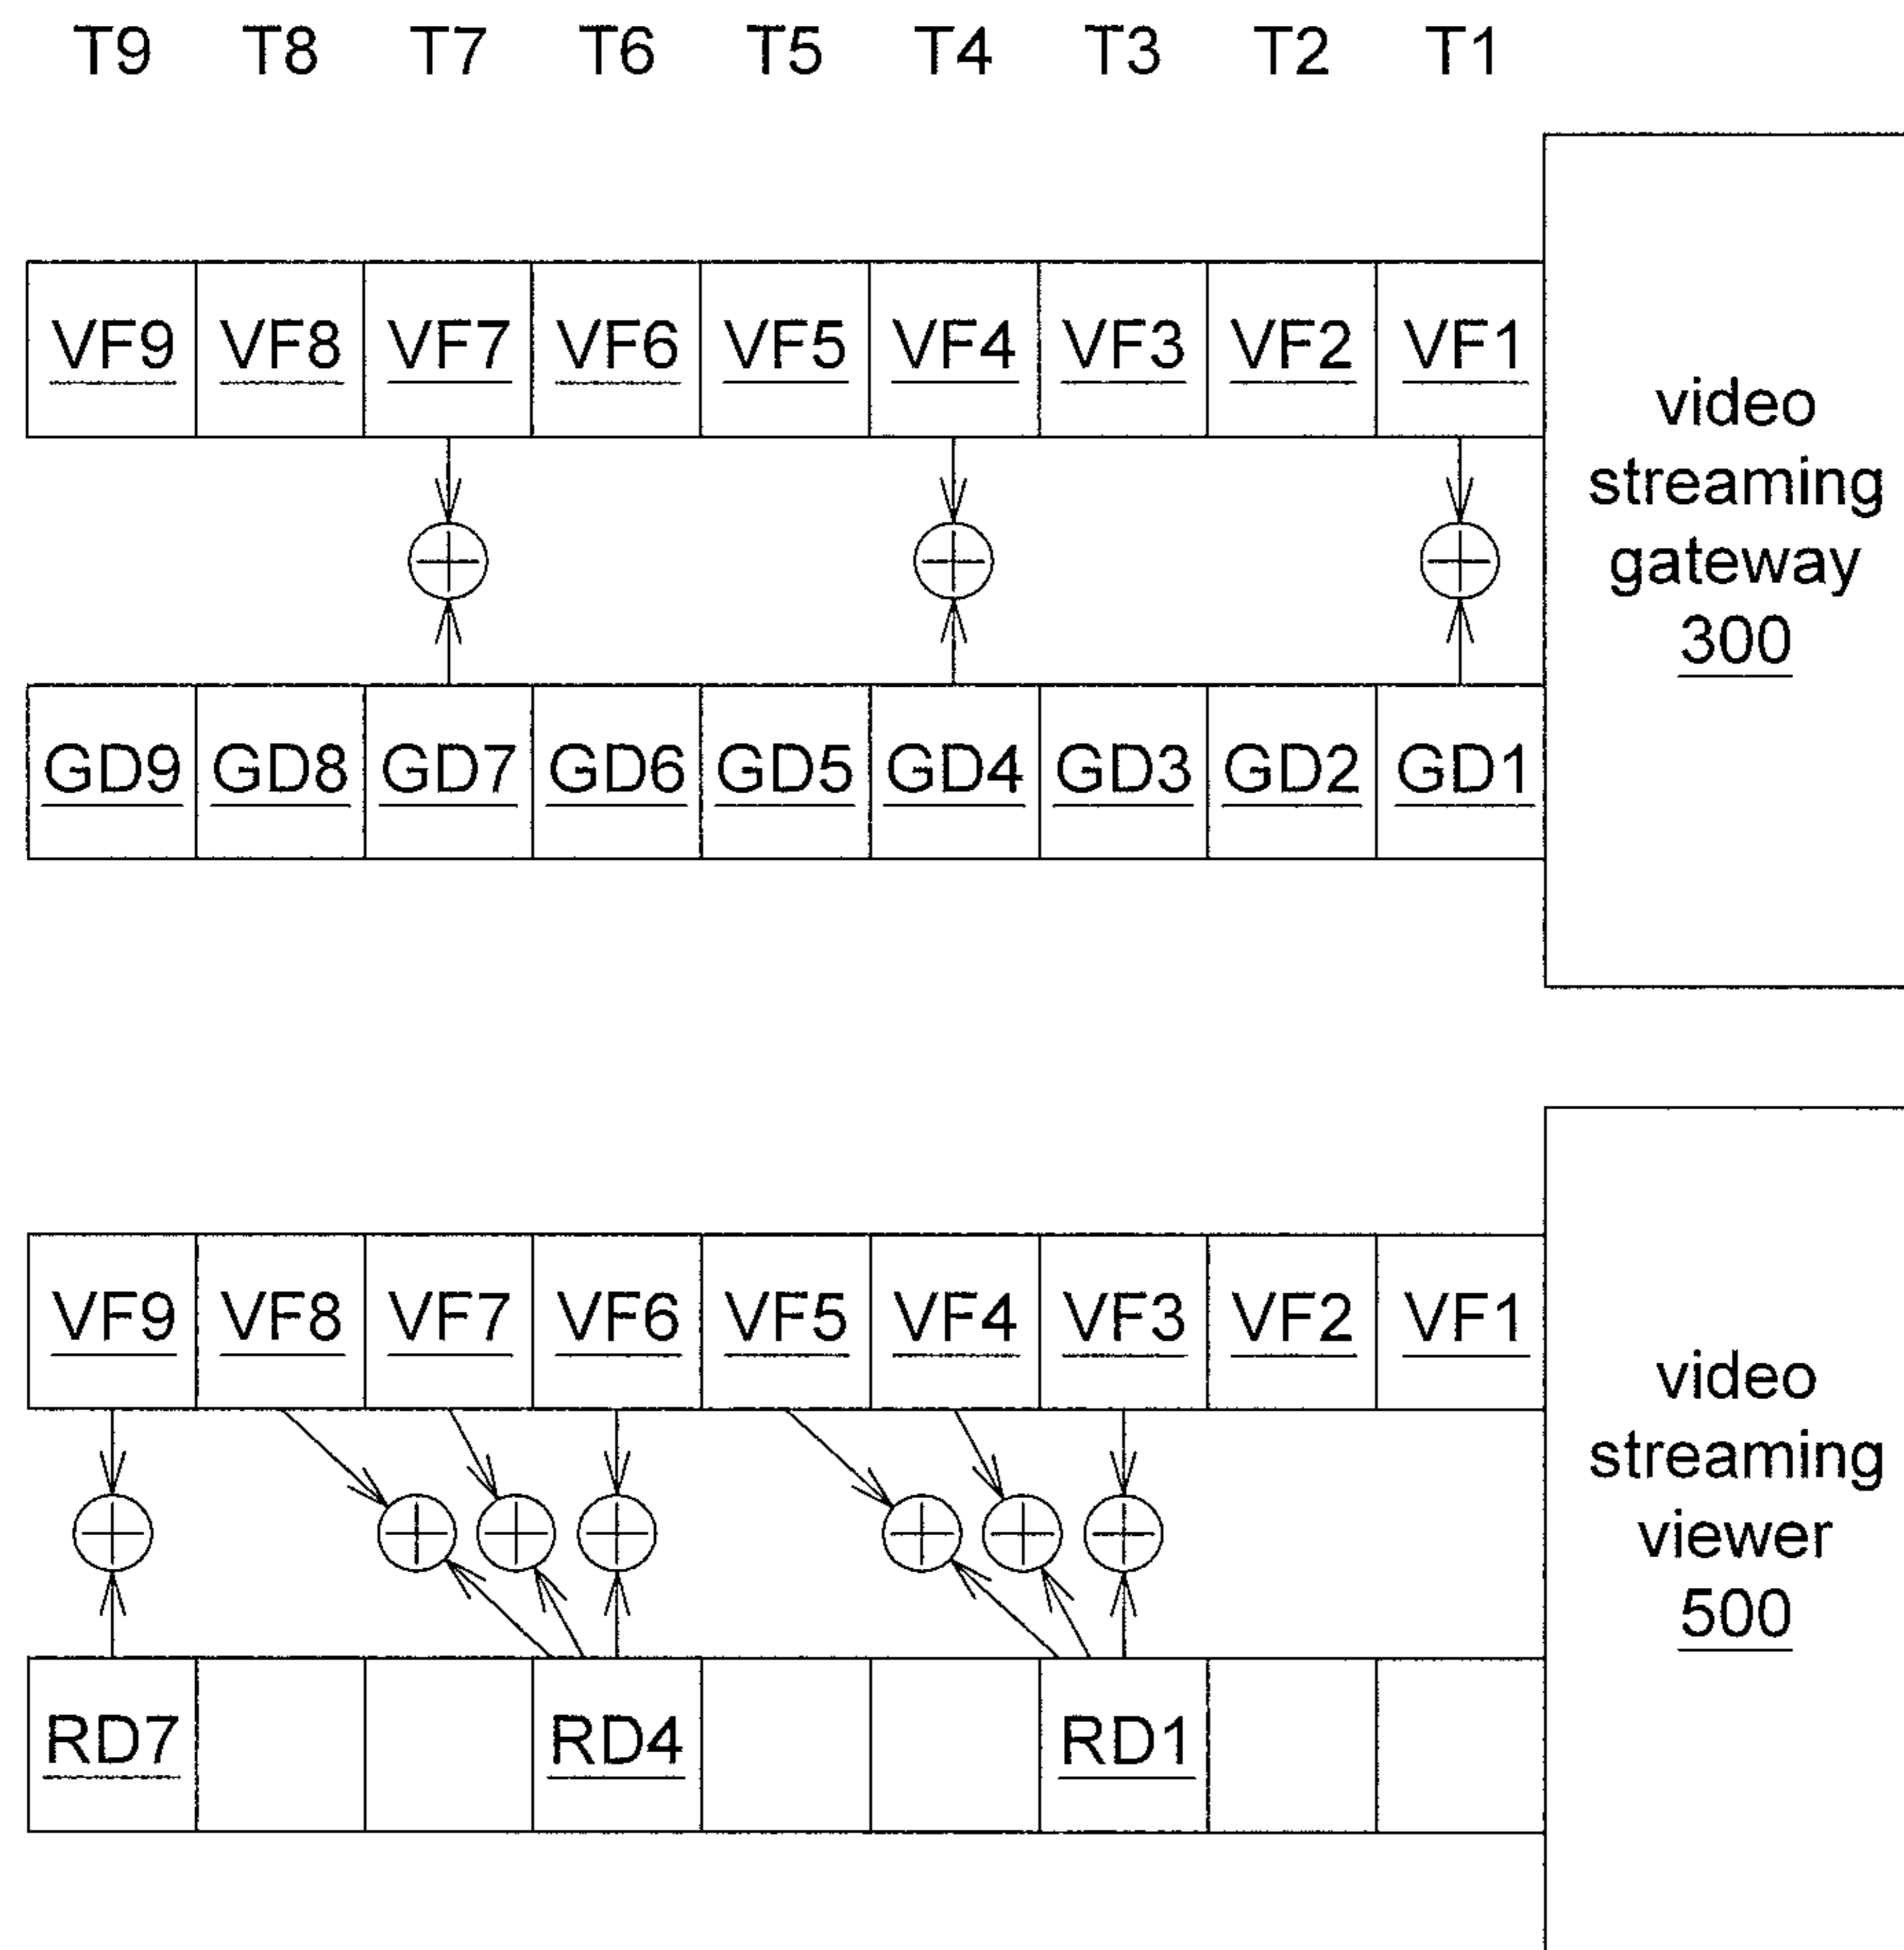 T9 T8 T7 T6 T5 T4 T3 T2 T1
VF9 VF8 VF7 VF6 VF5 VF4 VF3 VF2 VF1
GD9 GD8 GD7 GD6 GD5 GD4 GD3 GD2 GD1
video
streaming
gateway
300
VF9 VF8 VF7 VF6 VF5 VF4 VF3 VF2 VF1
RD7 RD4 RD1
video
streaming
viewer
500